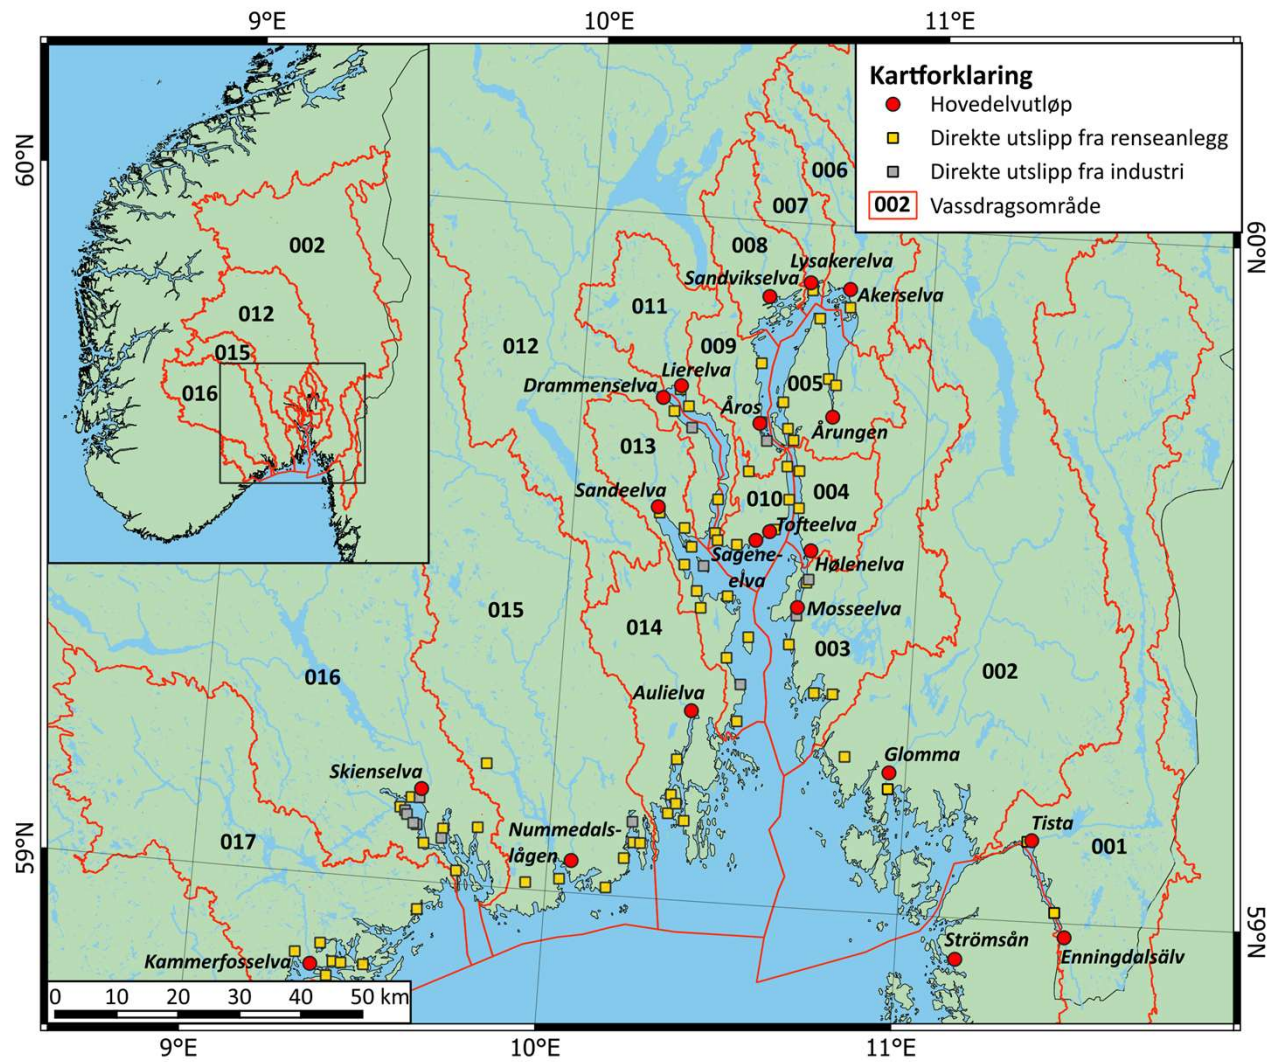 9°E
10°E
11°E
60°N
59°N
Kartforklaring
Hovedelvutløp
Direkte utslipp fra renseanlegg
Direkte utslipp fra industri
002 Vassdragsområde
60°N
59°N
002
012
015
016
006
007
008
Lysakerelva
Sandvikselva
Akerselva
011
012
009
Lierelva
Drammenselva
005
Åros
Årungen
013
004
Sandeelva
010
Tofteelva
Sagene-
elva
Hølenelva
Mosseelva
015
014
003
016
002
Aulielva
Glomma
Skienselva
Tista
001
017
Nummedals-
lågen
Strömsån
Enningdalsälv
Kammerfosselva
0 10 20 30 40 50 km
9°E
10°E
11°E